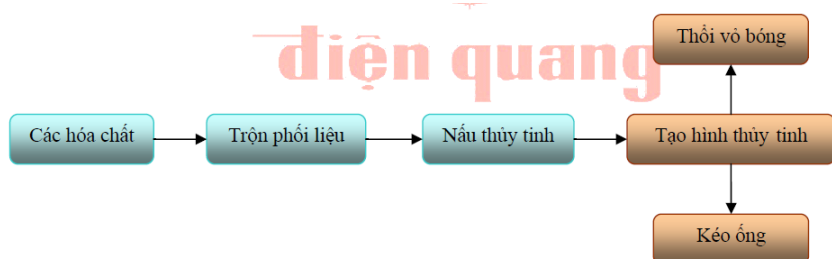 Thổi vỏ bóng
điện quang
Các hóa chất
Trộn phối liệu
Nấu thủy tinh
Tạo hình thủy tinh
Kéo ống